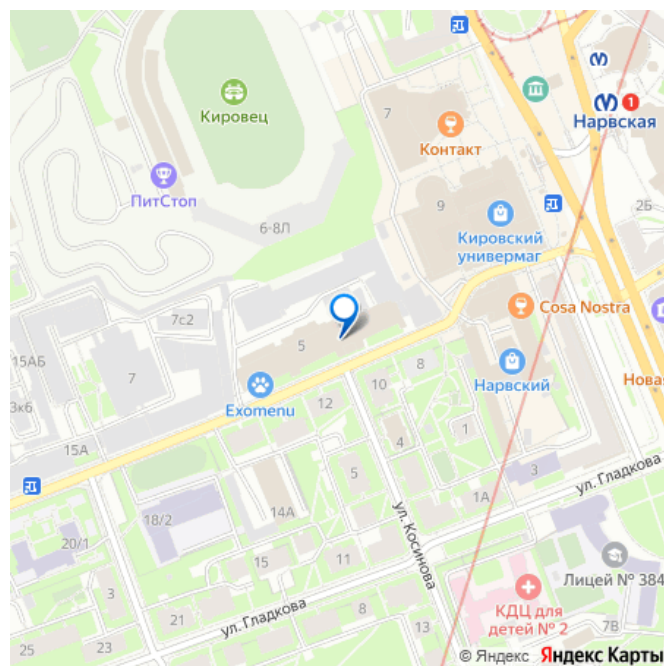 Кировец
7
Контакт
1
Нарвская
ПитСтоп
6-8Л
9
2Б
Кировский
универмаг
7с2
Cosa Nostra
5
15АБ
7
8
Нарвский
Новая
3к6
Exomenu
12
10
4
1
15А
3
ул. Гладкова
5
1А
14А
18/2
ул. Косинова
20/1
15
11
Лицей № 384
3
КДЦ для
детей № 2
21
ул. Гладкова
8
7В
25
23
6
© Яндекс Яндекс Карты